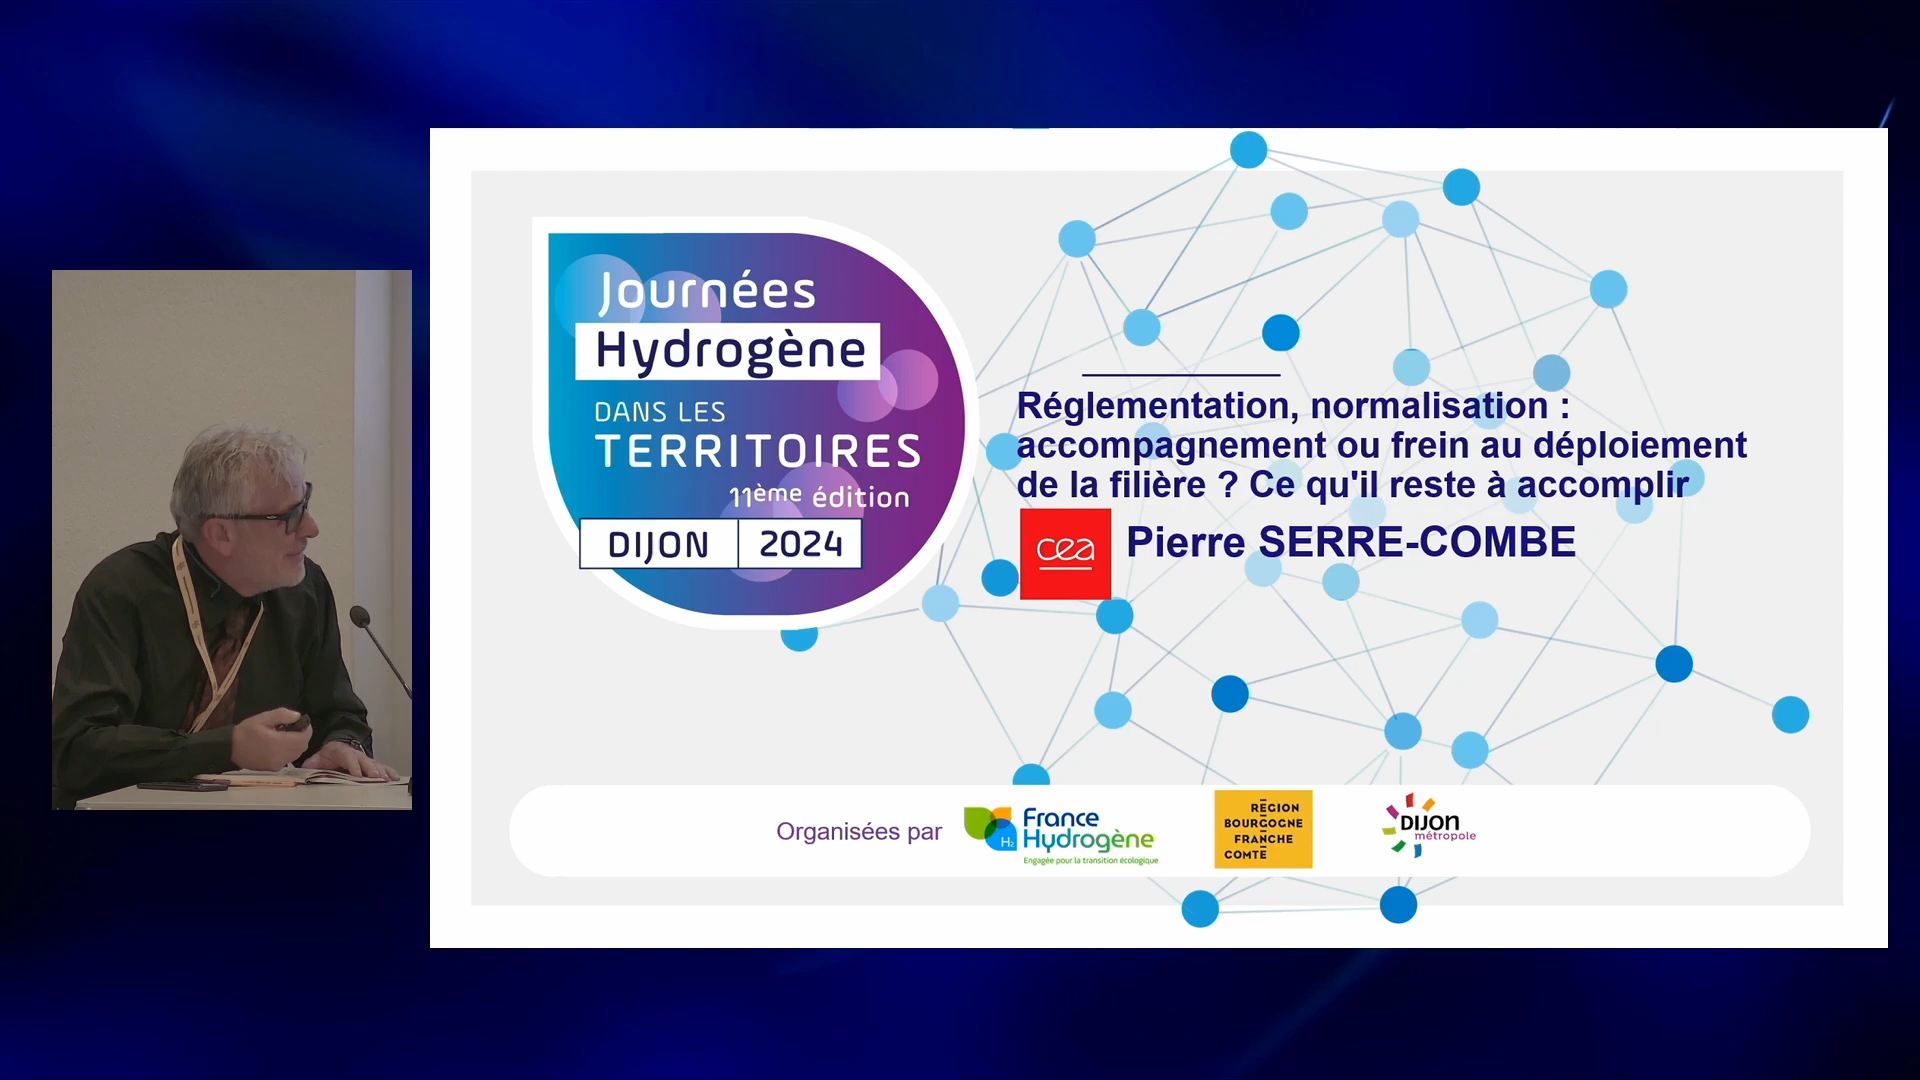 Journées
Hydrogène
DANS LES
TERRITOIRES
11ème édition
DIJON 2024
Réglementation, normalisation :
accompagnement ou frein au déploiement
de la filière ? Ce qu'il reste à accomplir
cea
Pierre SERRE-COMBE
Organisées par
France
Hydrogène
H₂
Engagée pour la transition écologique
RÉGION
BOURGOGNE
FRANCHE
COMTÉ
DIJON
métropole